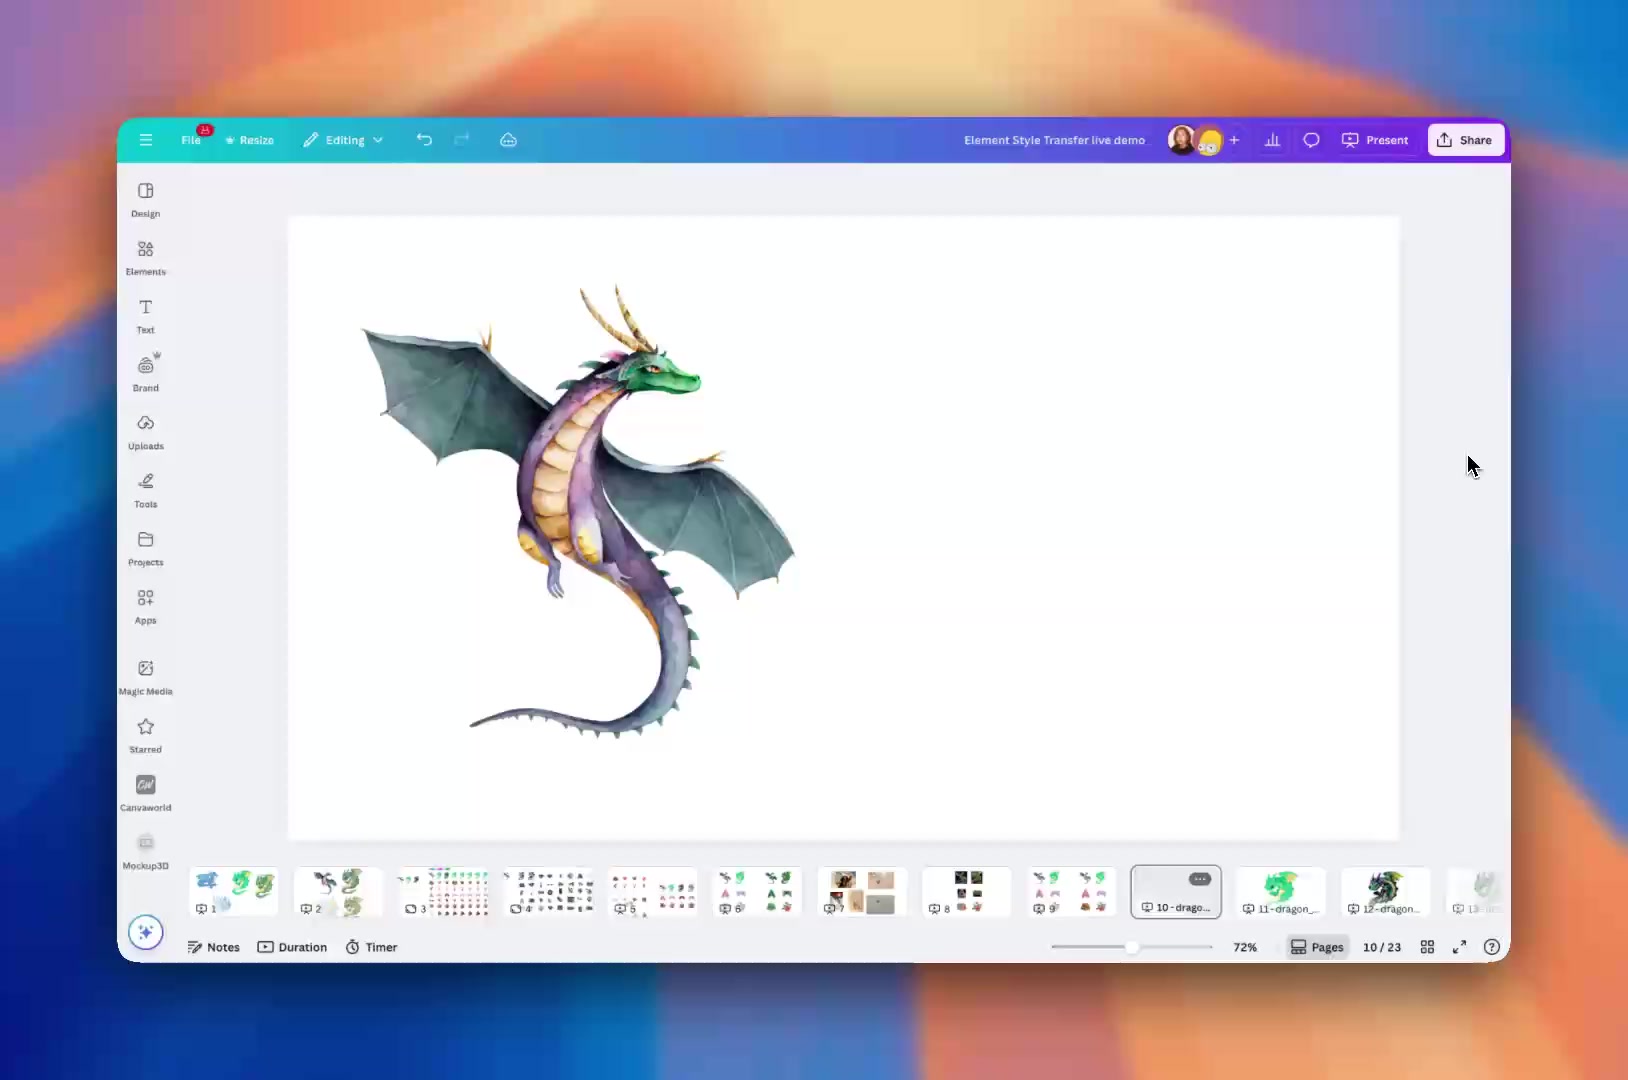 File
Resize
Editing
Element Style Transfer live demo
Present
Share
Design
Elements
Text
Brand
Uploads
Tools
Projects
Apps
Magic Media
Starred
Canvaworld
Mockup3D
1
2
3
4
5
6
7
8
9
10 - drago...
11 - dragon_...
12 - dragon...
Notes
Duration
Timer
72%
Pages
10 / 23